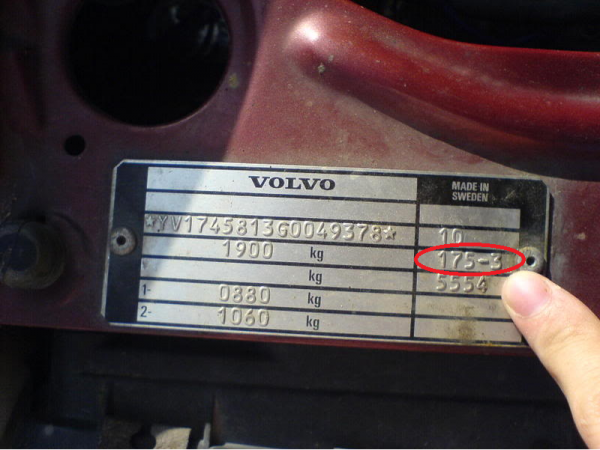 VOLVO
MADE IN
SWEDEN
*YV1745813G0049378* 10
1900 kg 175-3
kg 5554
1- 0880 kg
2- 1060 kg